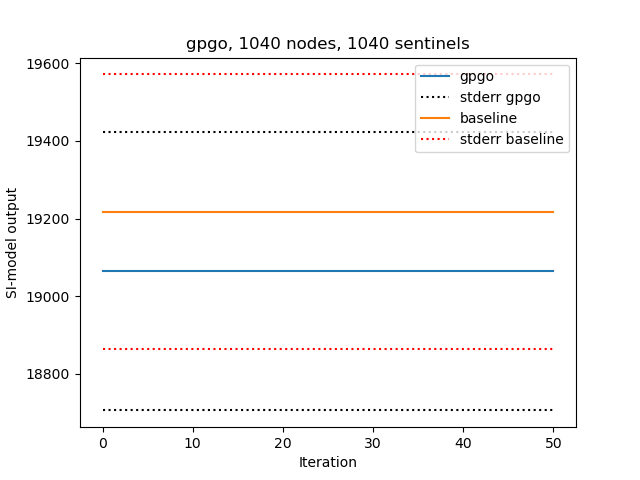 gpgo, 1040 nodes, 1040 sentinels
19600
19400
19200
19000
18800
SI-model output
gpgo
stderr gpgo
baseline
stderr baseline
0 10 20 30 40 50
Iteration